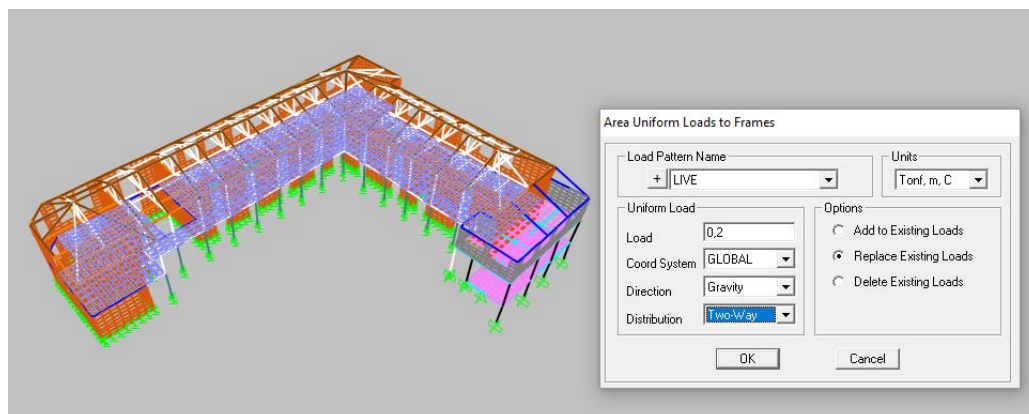 Area Uniform Loads to Frames
Load Pattern Name
+ LIVE
Units
Tonf, m, C
Uniform Load
Load 0,2
Coord System GLOBAL
Direction Gravity
Distribution Two-Way
Options
Add to Existing Loads
Replace Existing Loads
Delete Existing Loads
OK
Cancel